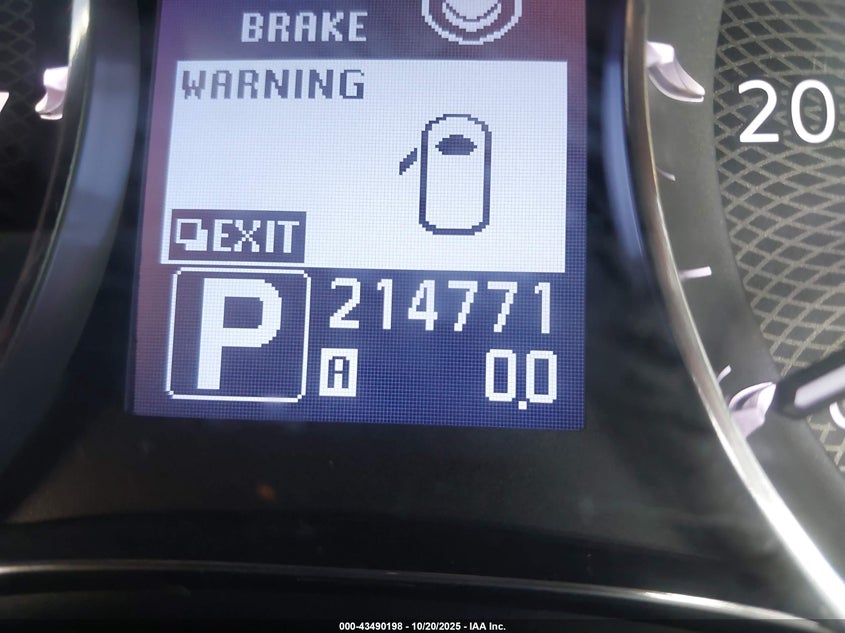 BRAKE
WARNING
20
EXIT
P
214771
A
0.0
000-43490198 - 10/20/2025 - IAA Inc.